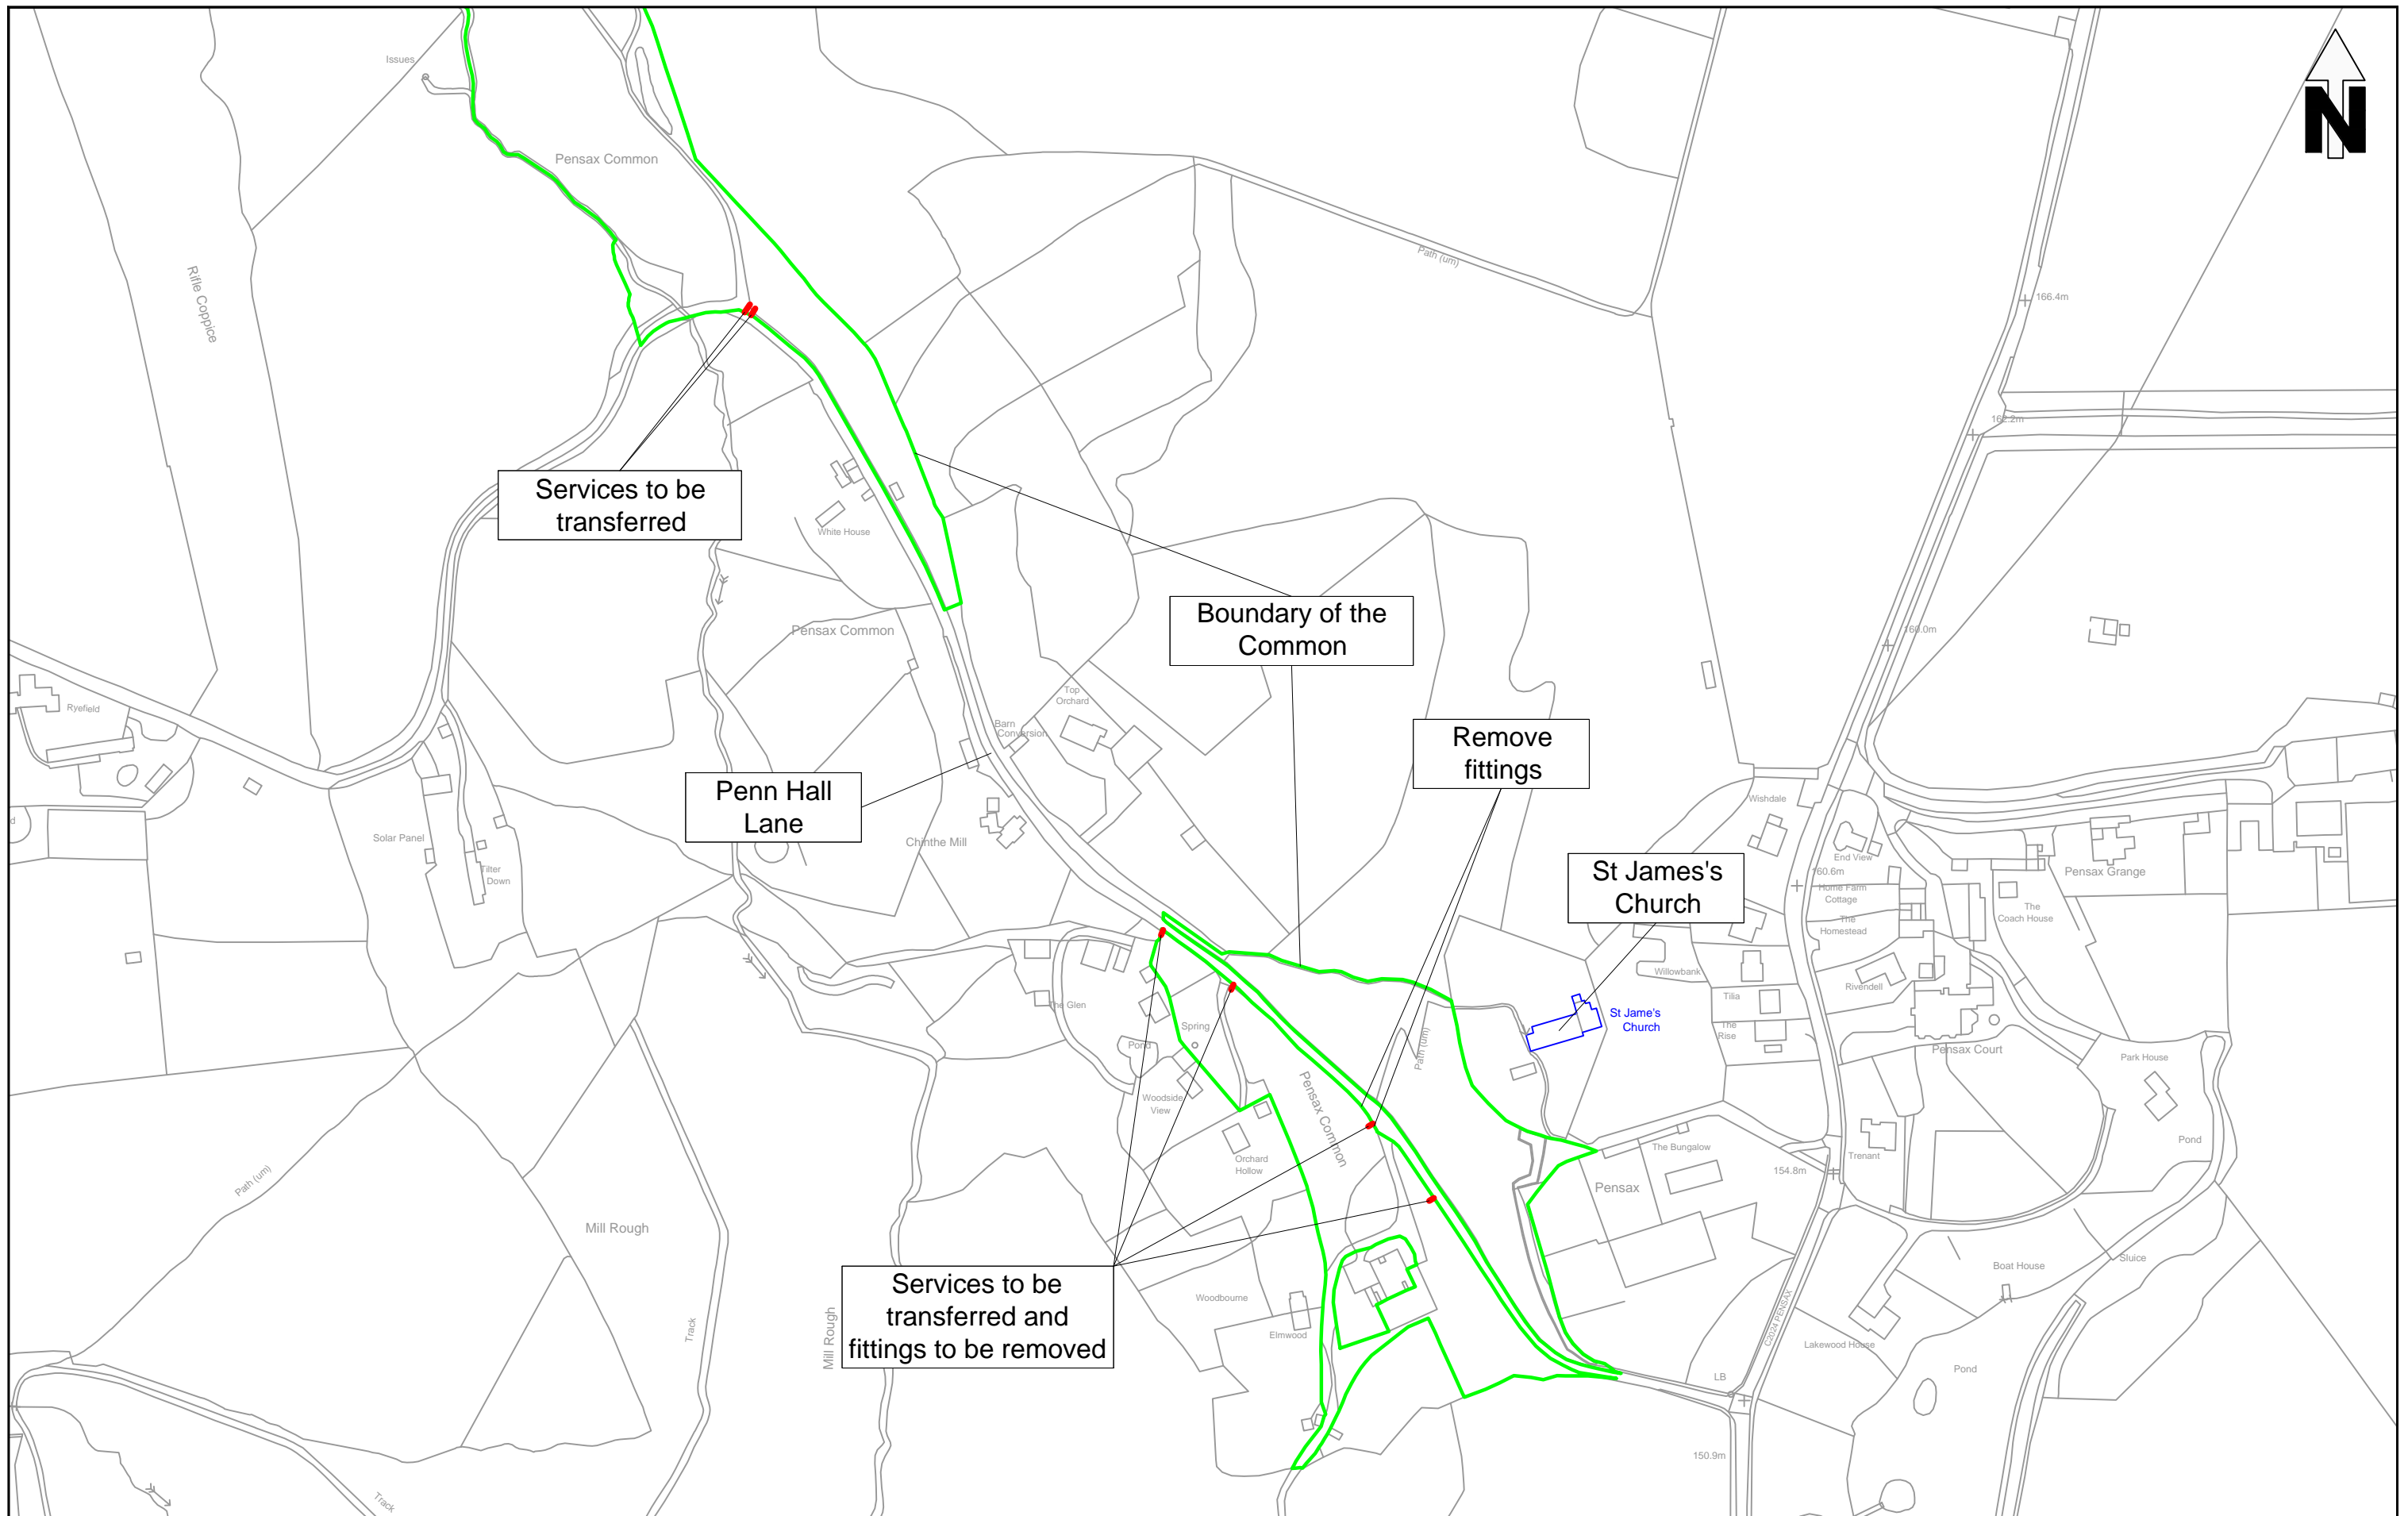 Issues
Pensax Common
N
Rifle Coppice
Path (um)
166.4m
162.2m
Services to be
transferred
White House
Boundary of the
Common
Pensax Common
160.0m
Ryefield
Top
Orchard
Barn
Conversion
Remove
fittings
Penn Hall
Lane
Wishdale
d
Solar Panel
Chinthe Mill
Tilter
Down
St James's
Church
End View
160.6m
Home Farm
Cottage
Pensax Grange
The
Coach House
The
Homestead
Willowbank
Rivendell
Tilia
The Glen
St Jame's
Church
The
Rise
Spring
Pond
Path (um)
Pensax Court
Park House
Woodside
View
Pensax Common
Orchard
Hollow
The Bungalow
Trenant
Pond
154.8m
Pensax
Path (um)
Mill Rough
Services to be
transferred and
fittings to be removed
Woodbourne
Elmwood
Boat House
Sluice
C2024 PENSAX
Lakewood House
Track
Mill Rough
Pond
LB
150.9m
Track